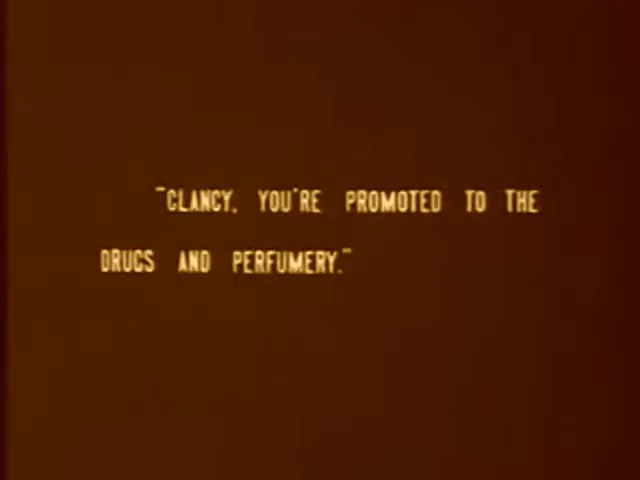 "CLANCY, YOU'RE PROMOTED TO THE
DRUGS AND PERFUMERY."